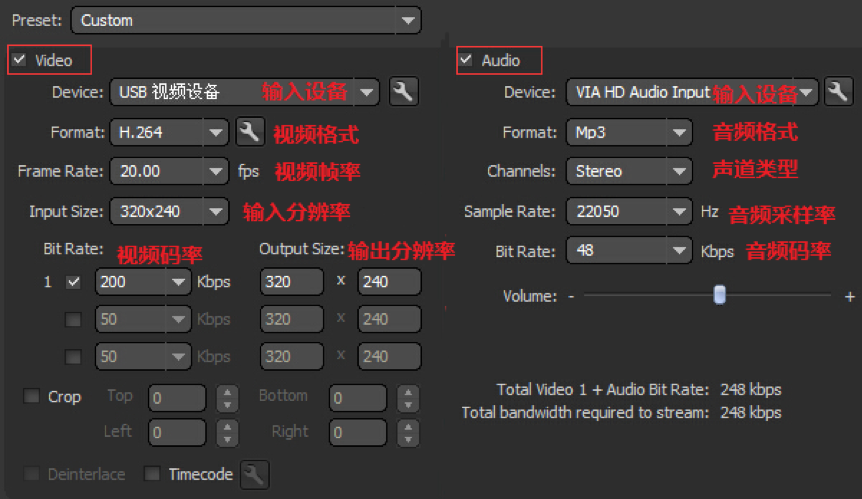 Preset: Custom
Video
Device: USB 视频设备 输入设备
Format: H.264 视频格式
Frame Rate: 20.00 fps 视频帧率
Input Size: 320x240 输入分辨率
Bit Rate: 视频码率 Output Size: 输出分辨率
1 200 Kbps 320 x 240
50 Kbps 320 x 240
50 Kbps 320 x 240
Crop Top 0 Bottom 0
Left 0 Right 0
Deinterlace Timecode
Audio
Device: VIA HD Audio Input 输入设备
Format: Mp3 音频格式
Channels: Stereo 声道类型
Sample Rate: 22050 Hz 音频采样率
Bit Rate: 48 Kbps 音频码率
Volume: - +
Total Video 1 + Audio Bit Rate: 248 kbps
Total bandwidth required to stream: 248 kbps